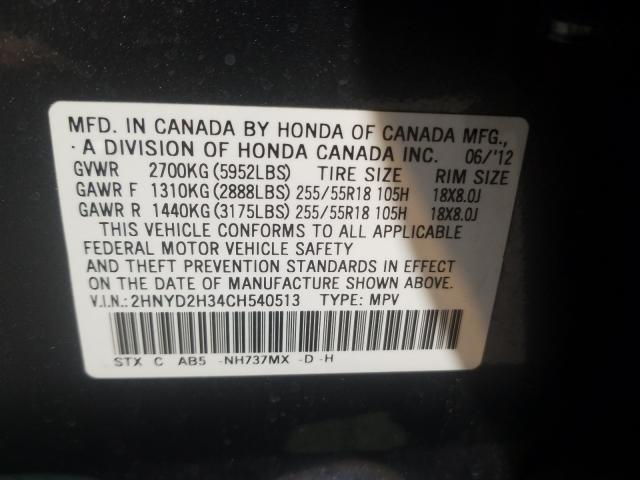 MFD. IN CANADA BY HONDA OF CANADA MFG.,
A DIVISION OF HONDA CANADA INC. 06/'12
GVWR 2700KG (5952LBS) TIRE SIZE RIM SIZE
GAWR F 1310KG (2888LBS) 255/55R18 105H 18X8.0J
GAWR R 1440KG (3175LBS) 255/55R18 105H 18X8.0J
THIS VEHICLE CONFORMS TO ALL APPLICABLE
FEDERAL MOTOR VEHICLE SAFETY
AND THEFT PREVENTION STANDARDS IN EFFECT
ON THE DATE OF MANUFACTURE SHOWN ABOVE.
V.I.N.: 2HNYD2H34CH540513 TYPE: MPV
STX C AB5 -NH737MX -D -H